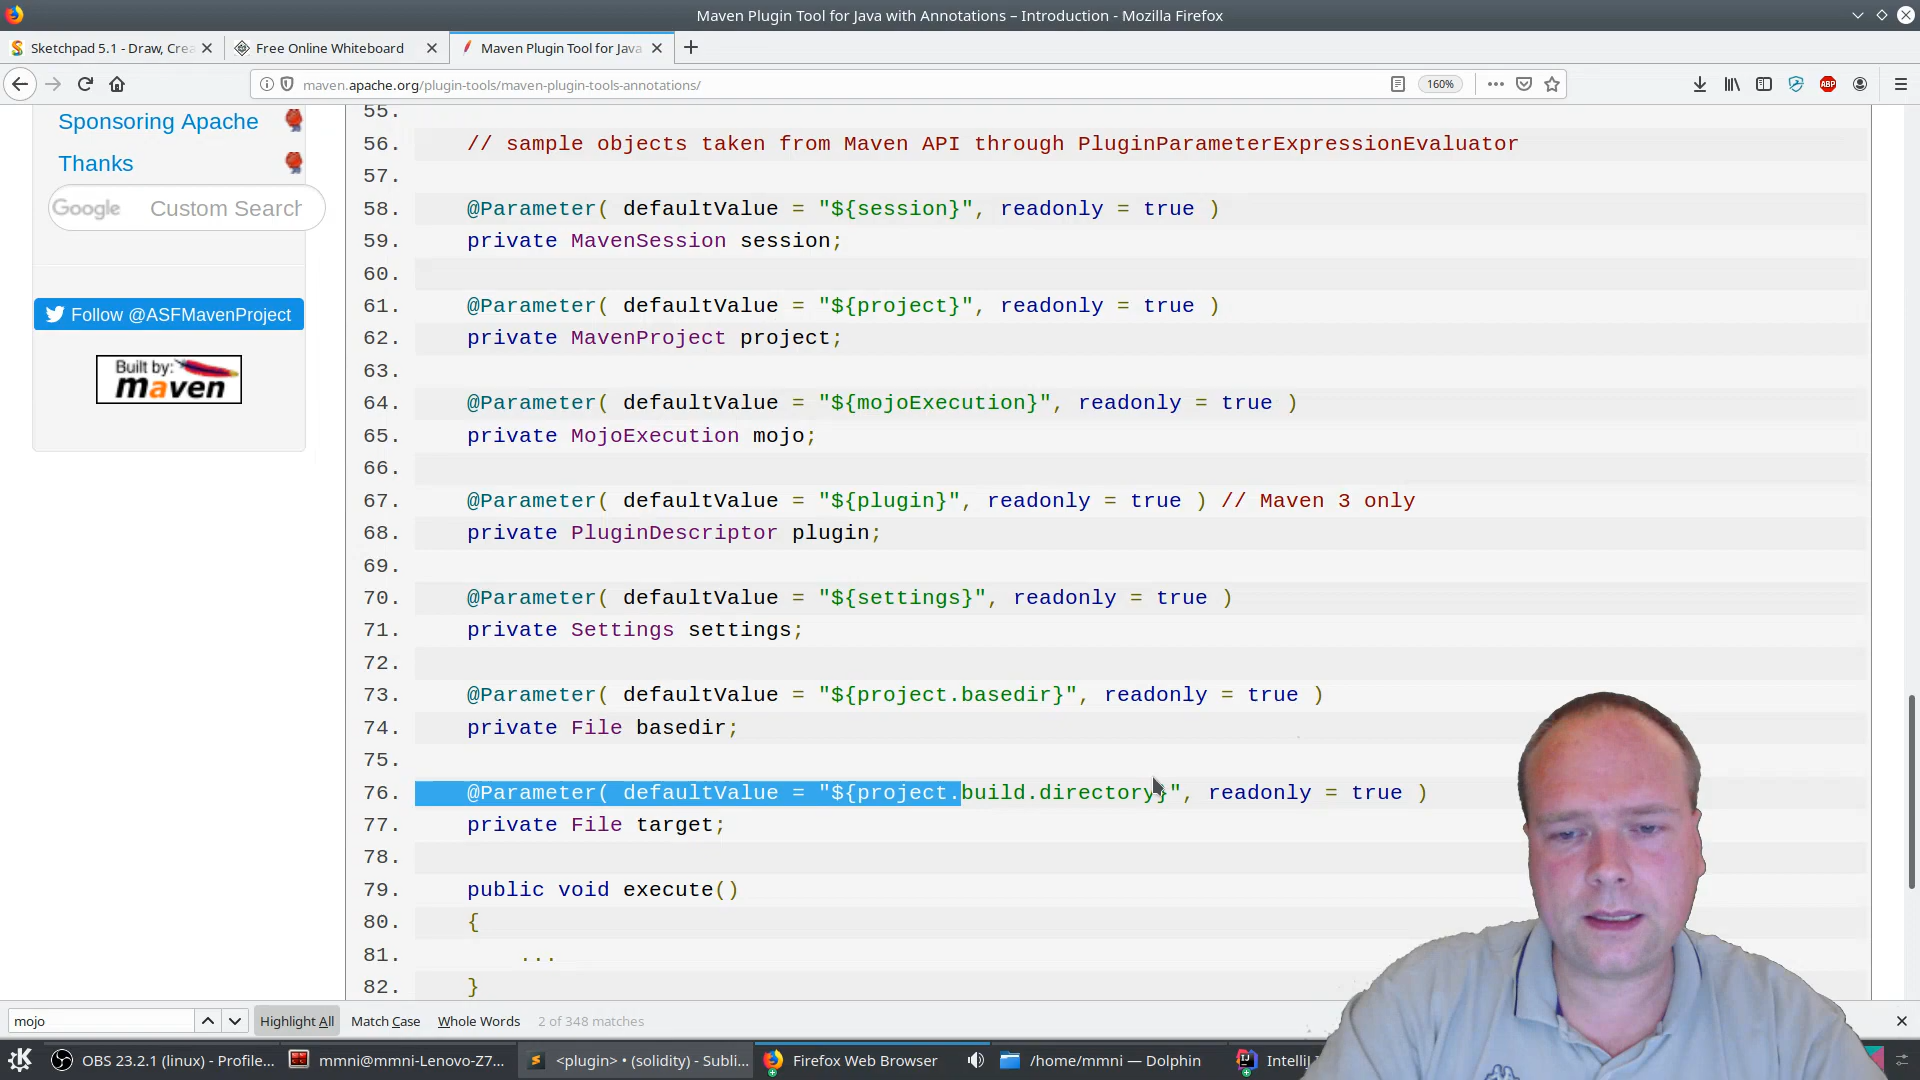 Maven Plugin Tool for Java with Annotations – Introduction - Mozilla Firefox
Sketchpad 5.1 - Draw, Crea
Free Online Whiteboard
Maven Plugin Tool for Java
maven.apache.org/plugin-tools/maven-plugin-tools-annotations/
160%
ABP
Sponsoring Apache
Thanks
Google Custom Search
Follow @ASFMavenProject
Built by:
maven
55.
56. // sample objects taken from Maven API through PluginParameterExpressionEvaluator
57.
58. @Parameter( defaultValue = "${session}", readonly = true )
59. private MavenSession session;
60.
61. @Parameter( defaultValue = "${project}", readonly = true )
62. private MavenProject project;
63.
64. @Parameter( defaultValue = "${mojoExecution}", readonly = true )
65. private MojoExecution mojo;
66.
67. @Parameter( defaultValue = "${plugin}", readonly = true ) // Maven 3 only
68. private PluginDescriptor plugin;
69.
70. @Parameter( defaultValue = "${settings}", readonly = true )
71. private Settings settings;
72.
73. @Parameter( defaultValue = "${project.basedir}", readonly = true )
74. private File basedir;
75.
76. @Parameter( defaultValue = "${project.build.directory}", readonly = true )
77. private File target;
78.
79. public void execute()
80. {
81. ...
82. }
mojo
Highlight All
Match Case
Whole Words
2 of 348 matches
OBS 23.2.1 (linux) - Profile...
mmni@mmni-Lenovo-Z7...
<plugin> • (solidity) - Subli...
Firefox Web Browser
/home/mmni — Dolphin
IntelliJ